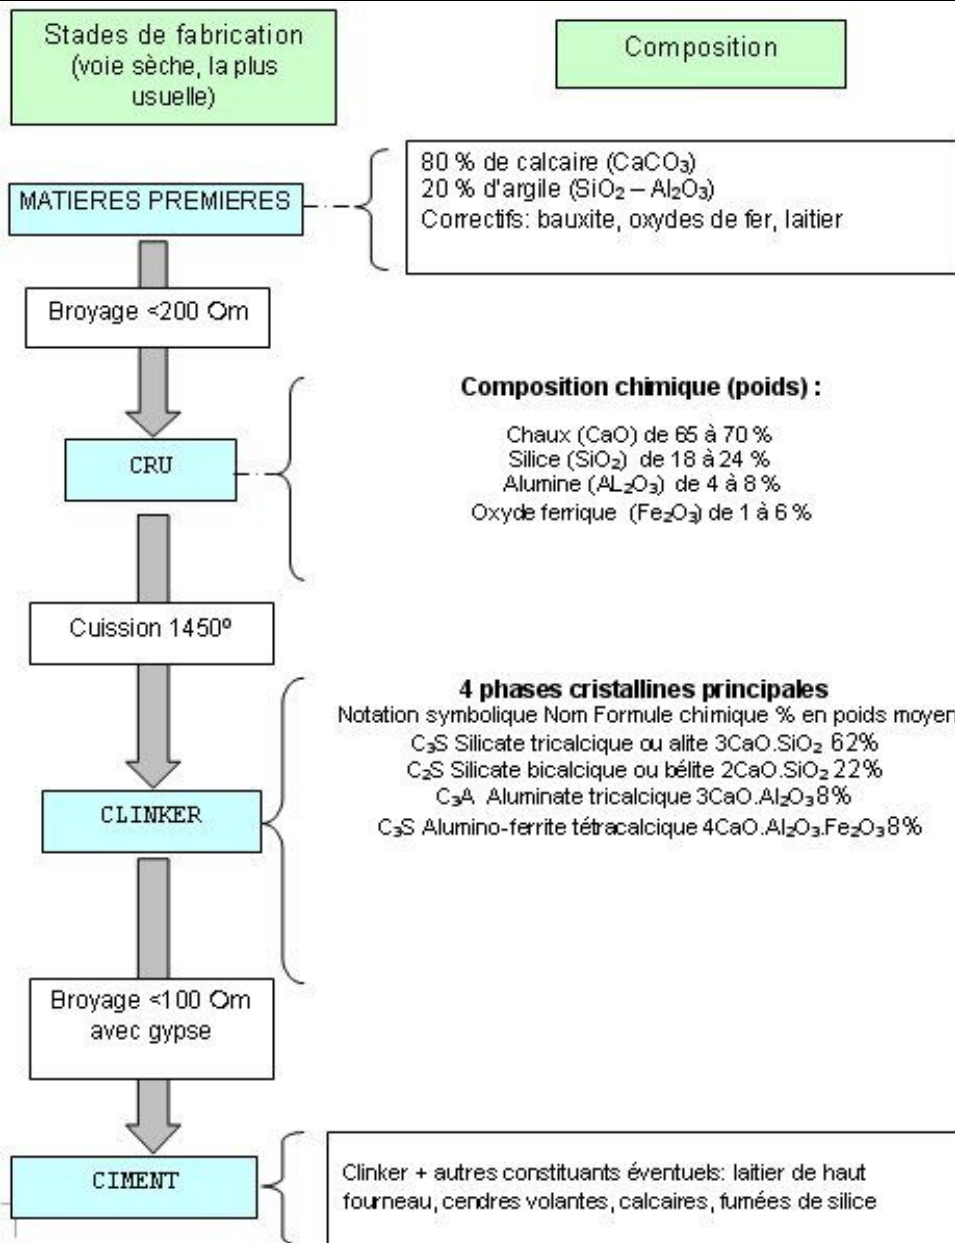 Stades de fabrication
(voie sèche, la plus
usuelle)
Composition
MATIERES PREMIERES
80 % de calcaire (CaCO₃)
20 % d'argile (SiO₂ – Al₂O₃)
Correctifs: bauxite, oxydes de fer, laitier
Broyage <200 Om
CRU
Composition chimique (poids) :
Chaux (CaO) de 65 à 70 %
Silice (SiO₂) de 18 à 24 %
Alumine (AL₂O₃) de 4 à 8 %
Oxyde ferrique (Fe₂O₃) de 1 à 6 %
Cuission 1450º
CLINKER
4 phases cristallines principales
Notation symbolique Nom Formule chimique % en poids moyen
C₃S Silicate tricalcique ou alite 3CaO.SiO₂ 62%
C₂S Silicate bicalcique ou bélite 2CaO.SiO₂ 22%
C₃A Aluminate tricalcique 3CaO.Al₂O₃ 8%
C₃S Alumino-ferrite tétracalcique 4CaO.Al₂O₃.Fe₂O₃ 8%
Broyage <100 Om
avec gypse
CIMENT
Clinker + autres constituants éventuels: laitier de haut
fourneau, cendres volantes, calcaires, fumées de silice